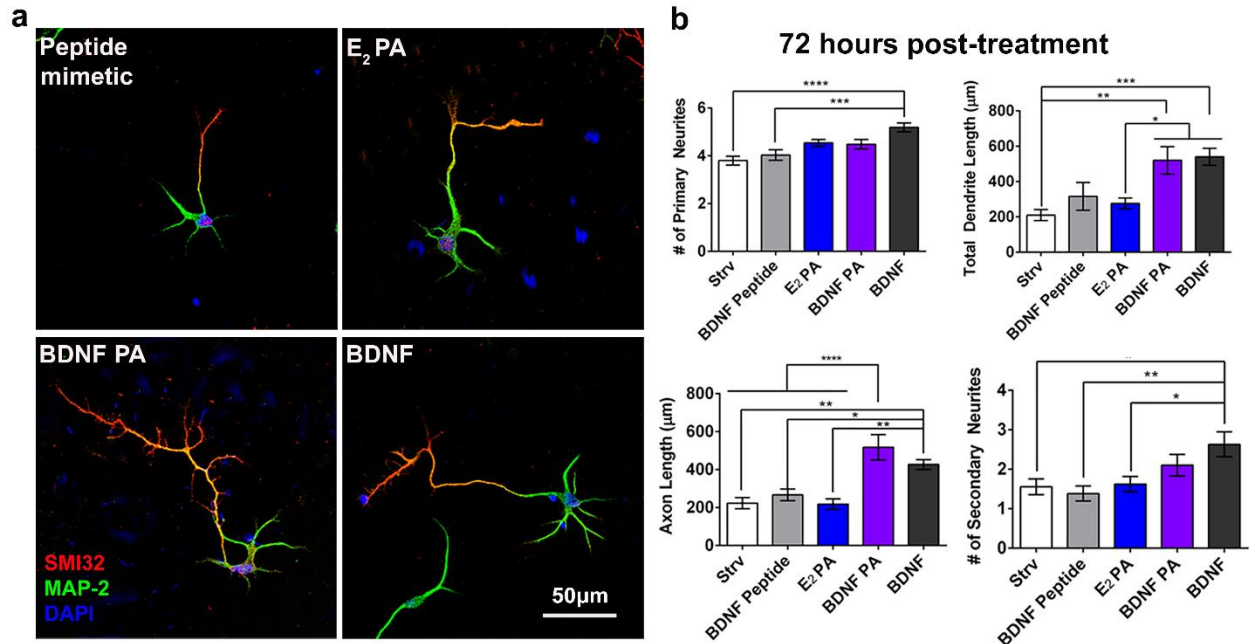 a
Peptide
mimetic
E₂ PA
BDNF PA
BDNF
SMI32
MAP-2
DAPI
50µm
b
72 hours post-treatment
# of Primary Neurites
6
4
2
0
****
***
Strv
BDNF Peptide
E₂ PA
BDNF PA
BDNF
Total Dendrite Length (µm)
800
600
400
200
0
***
**
*
Strv
BDNF Peptide
E₂ PA
BDNF PA
BDNF
Axon Length (µm)
800
600
400
200
0
****
**
*
**
Strv
BDNF Peptide
E₂ PA
BDNF PA
BDNF
# of Secondary Neurites
4
3
2
1
0
**
*
Strv
BDNF Peptide
E₂ PA
BDNF PA
BDNF